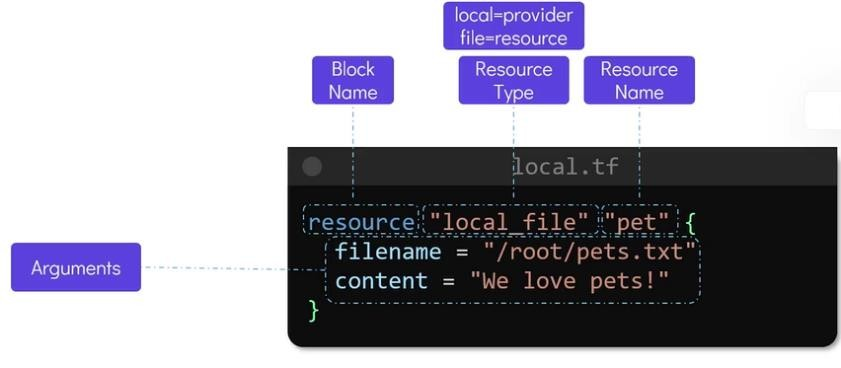 local=provider
file=resource
Block
Name
Resource
Type
Resource
Name
local.tf
resource "local_file" "pet" {
filename = "/root/pets.txt"
content = "We love pets!"
}
Arguments